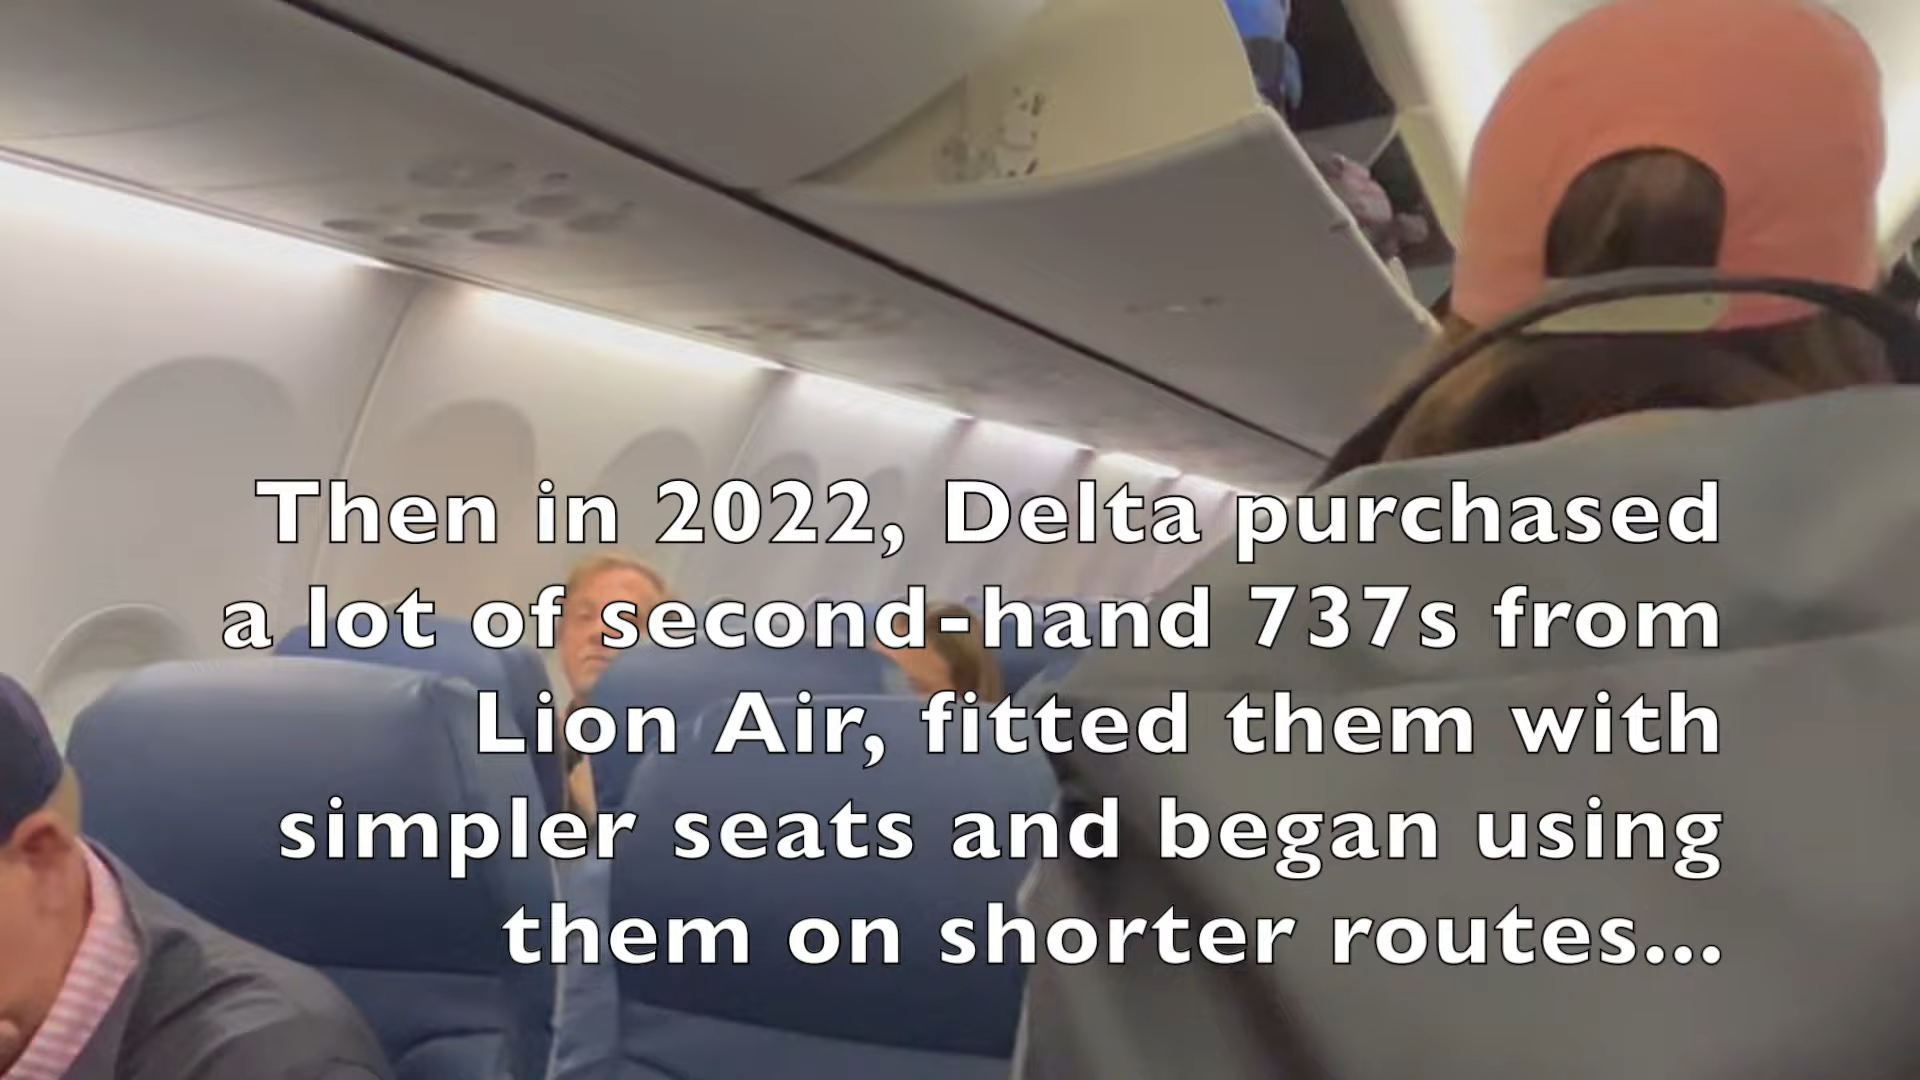 Then in 2022, Delta purchased
a lot of second-hand 737s from
Lion Air, fitted them with
simpler seats and began using
them on shorter routes...